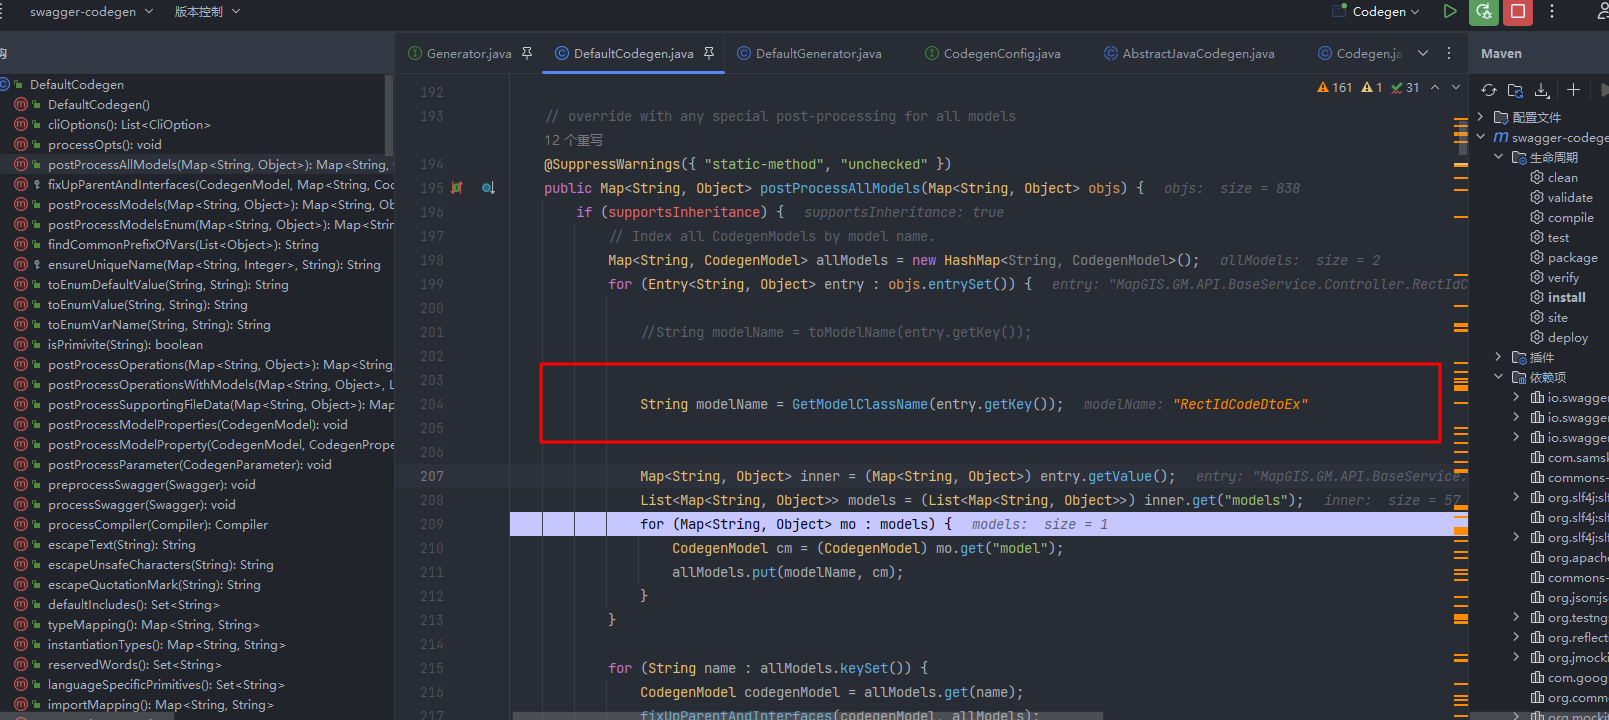 swagger-codegen 版本控制 Codegen
构
Generator.java DefaultCodegen.java DefaultGenerator.java CodegenConfig.java AbstractJavaCodegen.java Codegen.ja Maven
DefaultCodegen
DefaultCodegen()
cliOptions(): List<CliOption>
processOpts(): void
postProcessAllModels(Map<String, Object>): Map<String,
fixUpParentAndInterfaces(CodegenModel, Map<String, Co
postProcessModels(Map<String, Object>): Map<String, Ob
postProcessModelsEnum(Map<String, Object>): Map<Strin
findCommonPrefixOfVars(List<Object>): String
ensureUniqueName(Map<String, Integer>, String): String
toEnumDefaultValue(String, String): String
toEnumValue(String, String): String
toEnumVarName(String, String): String
isPrimivite(String): boolean
postProcessOperations(Map<String, Object>): Map<String,
postProcessOperationsWithModels(Map<String, Object>, L
postProcessSupportingFileData(Map<String, Object>): Map
postProcessModelProperties(CodegenModel): void
postProcessModelProperty(CodegenModel, CodegenPrope
postProcessParameter(CodegenParameter): void
preprocessSwagger(Swagger): void
processSwagger(Swagger): void
processCompiler(Compiler): Compiler
escapeText(String): String
escapeUnsafeCharacters(String): String
escapeQuotationMark(String): String
defaultIncludes(): Set<String>
typeMapping(): Map<String, String>
instantiationTypes(): Map<String, String>
reservedWords(): Set<String>
languageSpecificPrimitives(): Set<String>
importMapping(): Map<String, String>
161 1 31
192
193 // override with any special post-processing for all models
12 个重写
194 @SuppressWarnings({ "static-method", "unchecked" })
195 public Map<String, Object> postProcessAllModels(Map<String, Object> objs) { objs: size = 838
196 if (supportsInheritance) { supportsInheritance: true
197 // Index all CodegenModels by model name.
198 Map<String, CodegenModel> allModels = new HashMap<String, CodegenModel>(); allModels: size = 2
199 for (Entry<String, Object> entry : objs.entrySet()) { entry: "MapGIS.GM.API.BaseService.Controller.RectIdC
200
201 //String modelName = toModelName(entry.getKey());
202
203
204 String modelName = GetModelClassName(entry.getKey()); modelName: "RectIdCodeDtoEx"
205
206
207 Map<String, Object> inner = (Map<String, Object>) entry.getValue(); entry: "MapGIS.GM.API.BaseService.
208 List<Map<String, Object>> models = (List<Map<String, Object>>) inner.get("models"); inner: size = 57
209 for (Map<String, Object> mo : models) { models: size = 1
210 CodegenModel cm = (CodegenModel) mo.get("model");
211 allModels.put(modelName, cm);
212 }
213 }
214
215 for (String name : allModels.keySet()) {
216 CodegenModel codegenModel = allModels.get(name);
217 fixUpParentAndInterfaces(codegenModel, allModels);
配置文件
swagger-codege
生命周期
clean
validate
compile
test
package
verify
install
site
deploy
插件
依赖项
io.swagge
io.swagge
io.swagge
com.samsk
commons-
org.slf4j:slf
org.slf4j:slf
org.slf4j:slf
org.apache
commons-
org.json:js
org.testng
org.reflect
org.jmocki
com.goog
org.comm
org.mocki